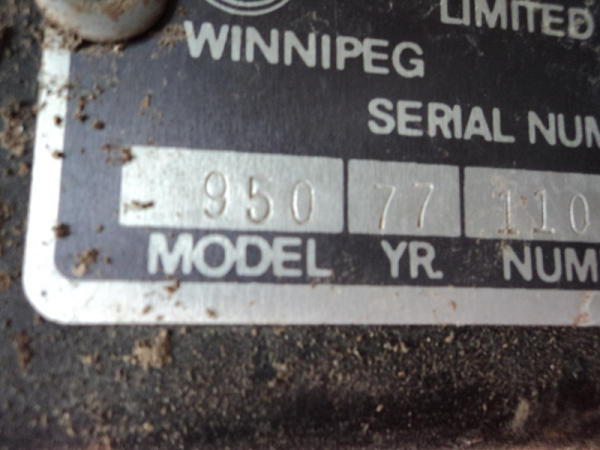 LIMITED
WINNIPEG
SERIAL NUM
950 77 110
MODEL YR. NUM